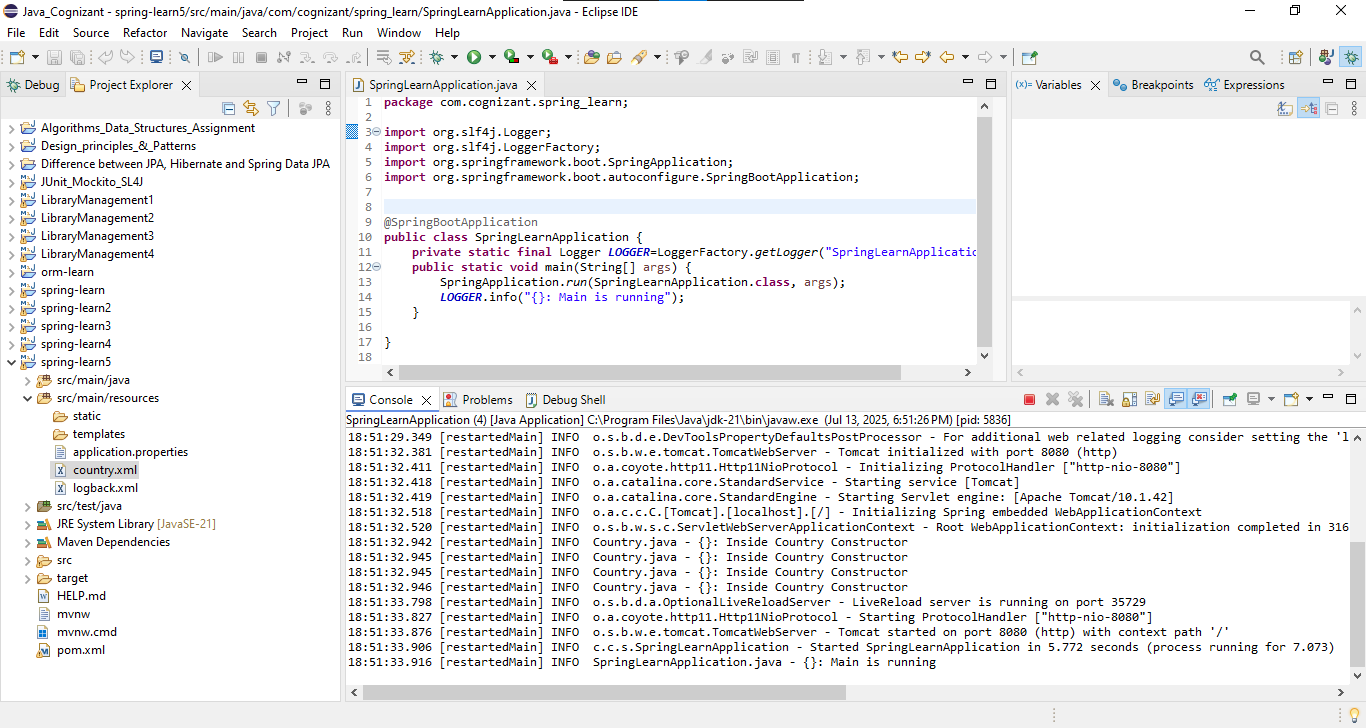 Java_Cognizant - spring-learn5/src/main/java/com/cognizant/spring_learn/SpringLearnApplication.java - Eclipse IDE
File Edit Source Refactor Navigate Search Project Run Window Help
Debug Project Explorer
Algorithms_Data_Structures_Assignment
Design_principles_&_Patterns
Difference between JPA, Hibernate and Spring Data JPA
JUnit_Mockito_SL4J
LibraryManagement1
LibraryManagement2
LibraryManagement3
LibraryManagement4
orm-learn
spring-learn
spring-learn2
spring-learn3
spring-learn4
spring-learn5
src/main/java
src/main/resources
static
templates
application.properties
country.xml
logback.xml
src/test/java
JRE System Library [JavaSE-21]
Maven Dependencies
src
target
HELP.md
mvnw
mvnw.cmd
pom.xml
SpringLearnApplication.java
1 package com.cognizant.spring_learn;
2
3 import org.slf4j.Logger;
4 import org.slf4j.LoggerFactory;
5 import org.springframework.boot.SpringApplication;
6 import org.springframework.boot.autoconfigure.SpringBootApplication;
7
8
9 @SpringBootApplication
10 public class SpringLearnApplication {
11 private static final Logger LOGGER=LoggerFactory.getLogger("SpringLearnApplicatio
12 public static void main(String[] args) {
13 SpringApplication.run(SpringLearnApplication.class, args);
14 LOGGER.info("{}: Main is running");
15 }
16
17 }
18
(x)= Variables Breakpoints Expressions
Console Problems Debug Shell
SpringLearnApplication (4) [Java Application] C:\Program Files\Java\jdk-21\bin\javaw.exe (Jul 13, 2025, 6:51:26 PM) [pid: 5836]
18:51:29.349 [restartedMain] INFO o.s.b.d.e.DevToolsPropertyDefaultsPostProcessor - For additional web related logging consider setting the 'l
18:51:32.381 [restartedMain] INFO o.s.b.w.e.tomcat.TomcatWebServer - Tomcat initialized with port 8080 (http)
18:51:32.411 [restartedMain] INFO o.a.coyote.http11.Http11NioProtocol - Initializing ProtocolHandler ["http-nio-8080"]
18:51:32.418 [restartedMain] INFO o.a.catalina.core.StandardService - Starting service [Tomcat]
18:51:32.419 [restartedMain] INFO o.a.catalina.core.StandardEngine - Starting Servlet engine: [Apache Tomcat/10.1.42]
18:51:32.518 [restartedMain] INFO o.a.c.c.C.[Tomcat].[localhost].[/] - Initializing Spring embedded WebApplicationContext
18:51:32.520 [restartedMain] INFO o.s.b.w.s.c.ServletWebServerApplicationContext - Root WebApplicationContext: initialization completed in 316
18:51:32.942 [restartedMain] INFO Country.java - {}: Inside Country Constructor
18:51:32.945 [restartedMain] INFO Country.java - {}: Inside Country Constructor
18:51:32.945 [restartedMain] INFO Country.java - {}: Inside Country Constructor
18:51:32.946 [restartedMain] INFO Country.java - {}: Inside Country Constructor
18:51:33.798 [restartedMain] INFO o.s.b.d.a.OptionalLiveReloadServer - LiveReload server is running on port 35729
18:51:33.827 [restartedMain] INFO o.a.coyote.http11.Http11NioProtocol - Starting ProtocolHandler ["http-nio-8080"]
18:51:33.876 [restartedMain] INFO o.s.b.w.e.tomcat.TomcatWebServer - Tomcat started on port 8080 (http) with context path '/'
18:51:33.906 [restartedMain] INFO c.c.s.SpringLearnApplication - Started SpringLearnApplication in 5.772 seconds (process running for 7.073)
18:51:33.916 [restartedMain] INFO SpringLearnApplication.java - {}: Main is running